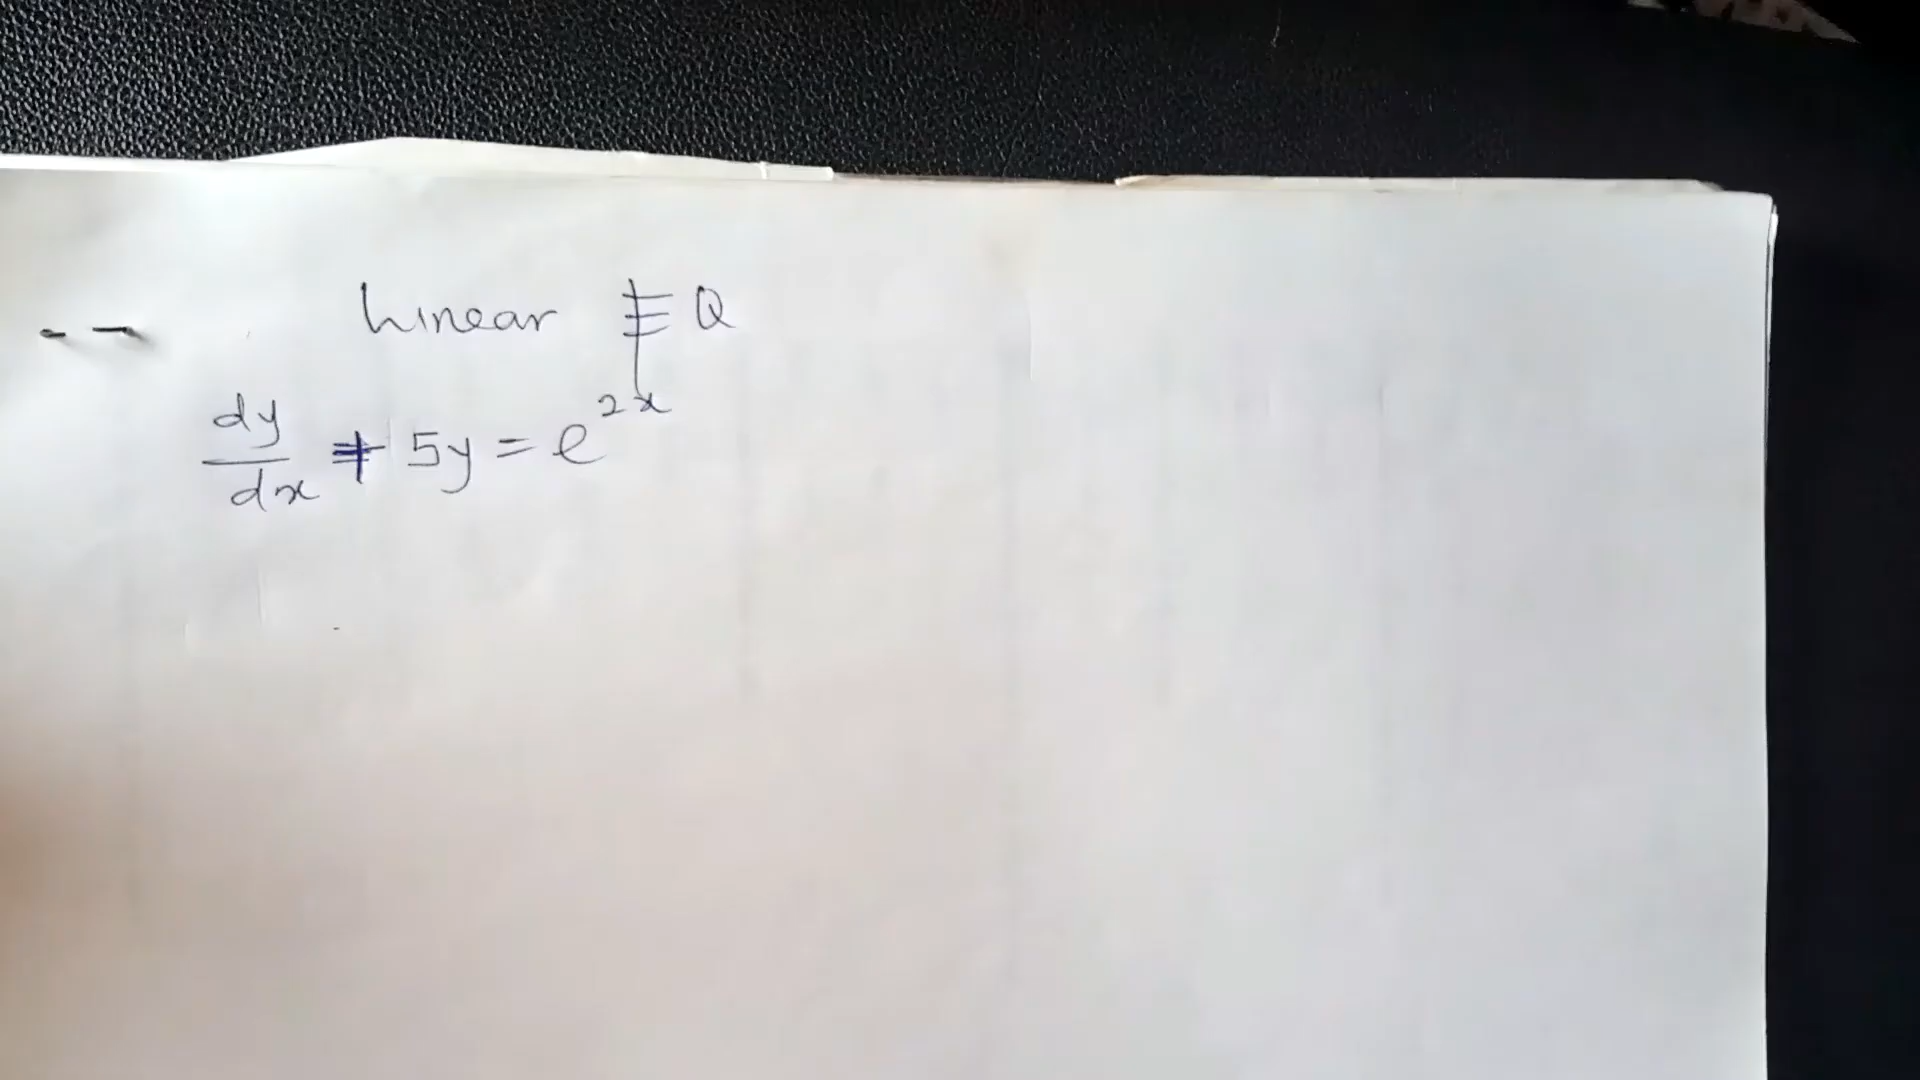 Linear EQ
dy/dx + 5y = e^2x